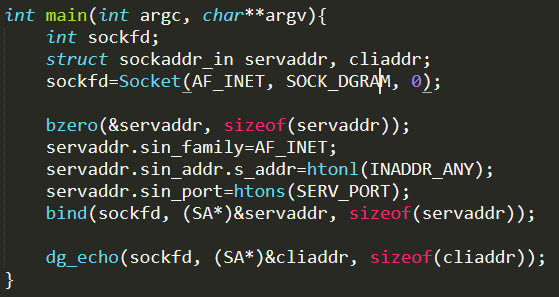 int main(int argc, char**argv){
int sockfd;
struct sockaddr_in servaddr, cliaddr;
sockfd=Socket(AF_INET, SOCK_DGRAM, 0);
bzero(&servaddr, sizeof(servaddr));
servaddr.sin_family=AF_INET;
servaddr.sin_addr.s_addr=htonl(INADDR_ANY);
servaddr.sin_port=htons(SERV_PORT);
bind(sockfd, (SA*)&servaddr, sizeof(servaddr));
dg_echo(sockfd, (SA*)&cliaddr, sizeof(cliaddr));
}